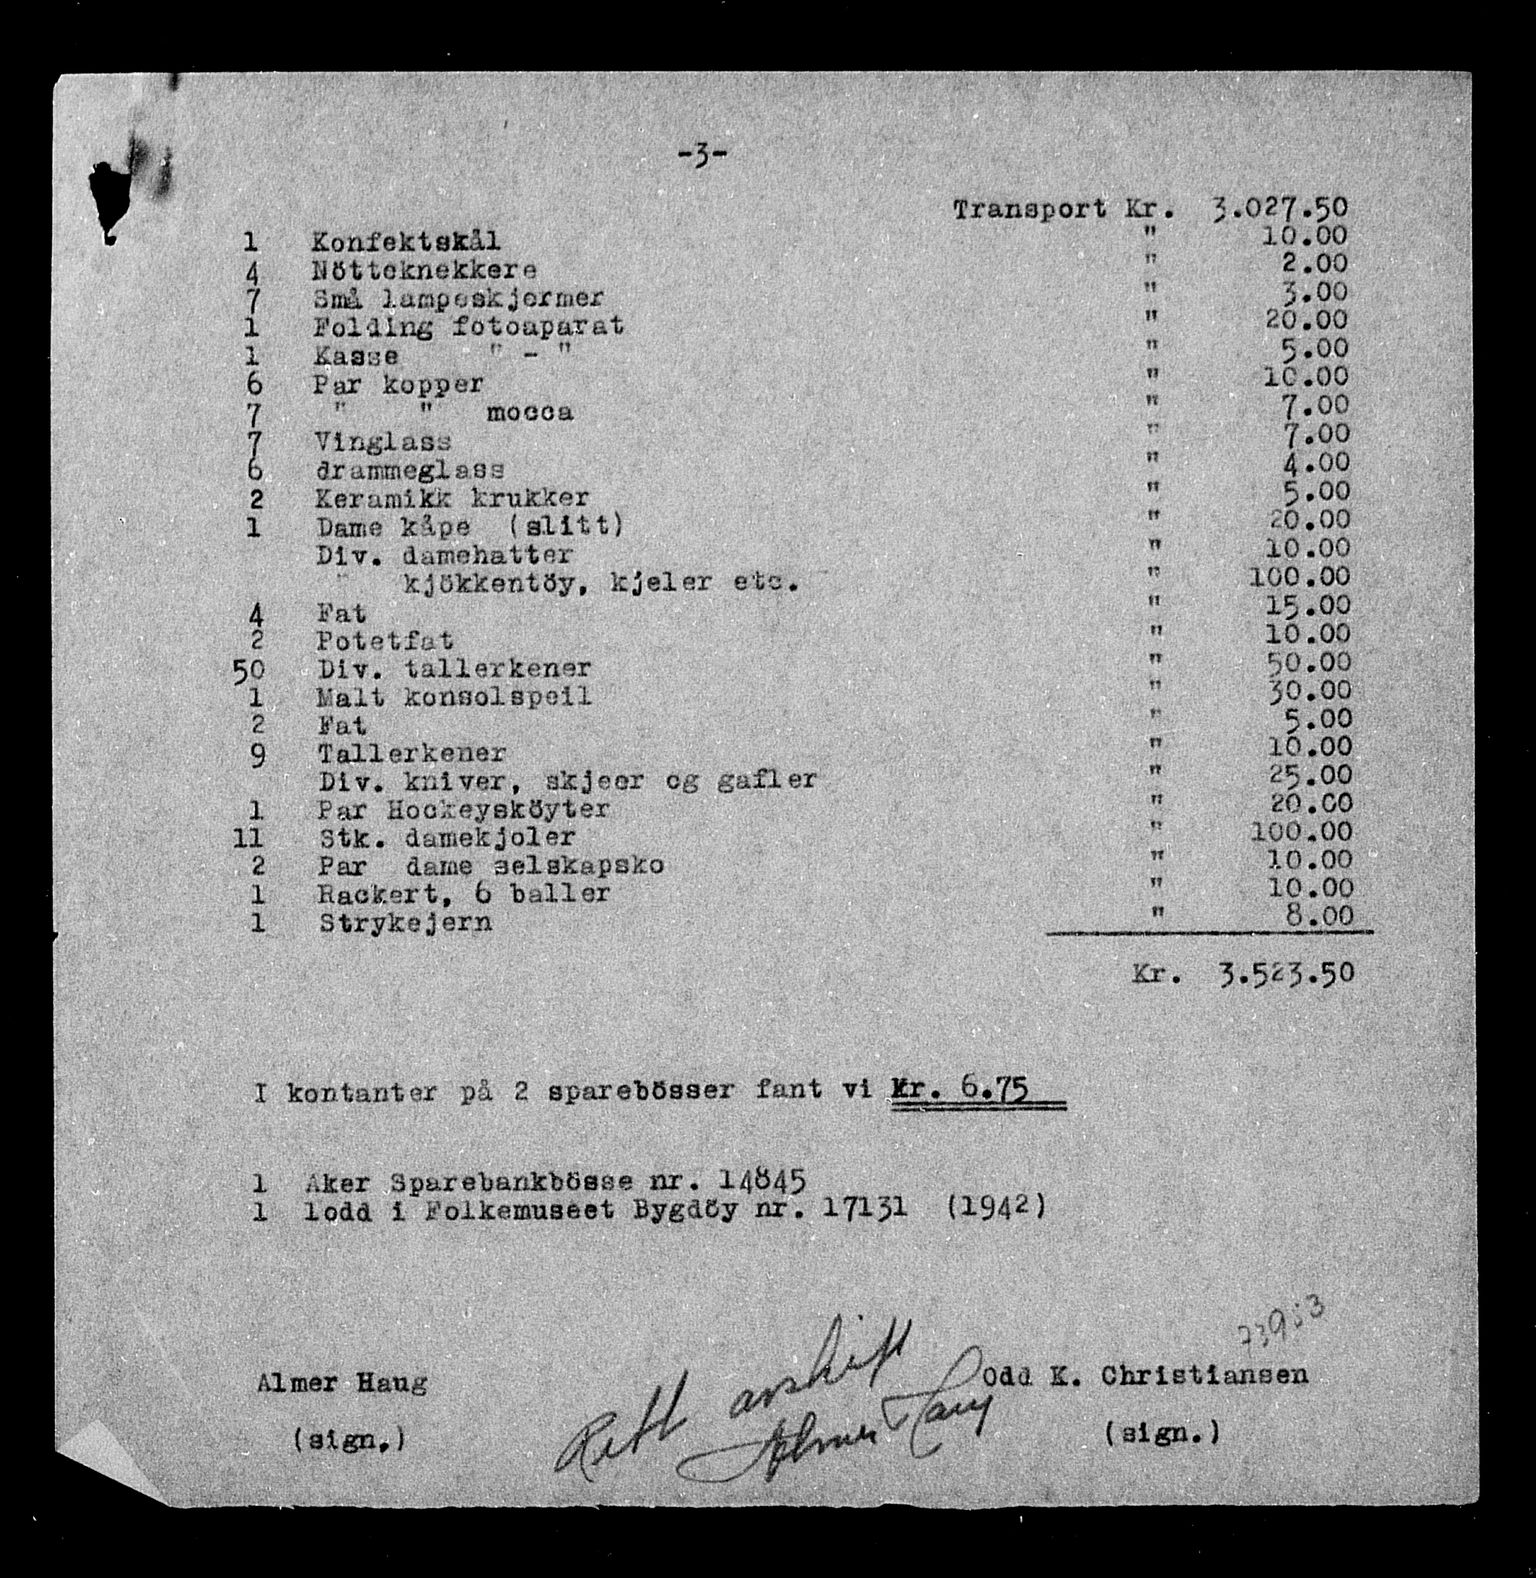 -3-
Transport Kr. 3.027.50
1 Konfektskål " 10.00
4 Nötteknekkere " 2.00
7 Små lampeskjermer " 3.00
1 Folding fotoaparat " 20.00
1 Kasse " - " " 5.00
6 Par kopper " 10.00
7 " " mocca " 7.00
7 Vinglass " 7.00
6 drammeglass " 4.00
2 Keramikk krukker " 5.00
1 Dame kåpe (slitt) " 20.00
Div. damehatter " 10.00
" kjökkentöy, kjeler etc. " 100.00
4 Fat " 15.00
2 Potetfat " 10.00
50 Div. tallerkener " 50.00
1 Malt konsolspeil " 30.00
2 Fat " 5.00
9 Tallerkener " 10.00
Div. kniver, skjeer og gafler " 25.00
1 Par Hockeysköyter " 20.00
11 Stk. damekjoler " 100.00
2 Par dame selskapsko " 10.00
1 Rackert, 6 baller " 10.00
1 Strykejern " 8.00
Kr. 3.523.50
I kontanter på 2 sparebösser fant vi Kr. 6.75
1 Aker Sparebankbösse nr. 14845
1 lodd i Folkemuseet Bygdöy nr. 17131 (1942)
23953
Almer Haug Odd K. Christiansen
(sign.) (sign.)
Rett avskrift
Almer Haug